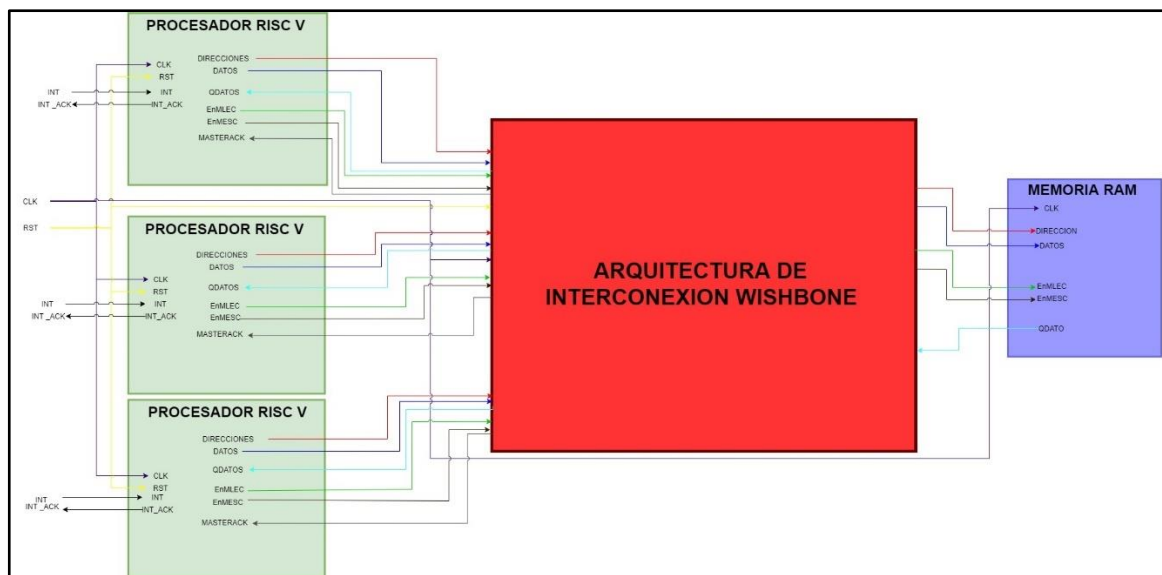 PROCESADOR RISC V
CLK
RST
INT
INT_ACK
INT
INT_ACK
DIRECCIONES
DATOS
QDATOS
EnMLEC
EnMESC
MASTERACK
CLK
RST
PROCESADOR RISC V
CLK
RST
INT
INT_ACK
INT
INT_ACK
DIRECCIONES
DATOS
QDATOS
EnMLEC
EnMESC
MASTERACK
PROCESADOR RISC V
CLK
RST
INT
INT_ACK
INT
INT_ACK
DIRECCIONES
DATOS
QDATOS
EnMLEC
EnMESC
MASTERACK
ARQUITECTURA DE
INTERCONEXION WISHBONE
MEMORIA RAM
CLK
DIRECCION
DATOS
EnMLEC
EnMESC
QDATO